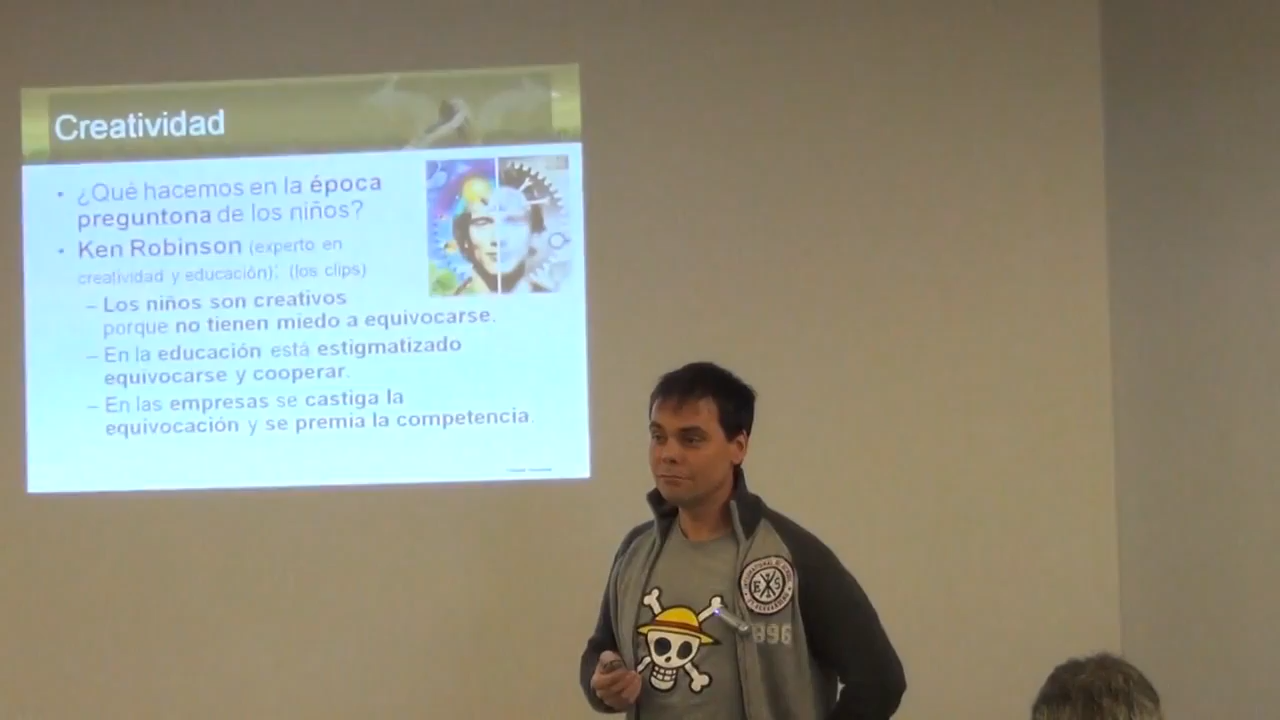 Creatividad
• ¿Qué hacemos en la época
preguntona de los niños?
• Ken Robinson (experto en
creatividad y educación): (los clips)
– Los niños son creativos
porque no tienen miedo a equivocarse.
– En la educación está estigmatizado
equivocarse y cooperar.
– En las empresas se castiga la
equivocación y se premia la competencia.
E S
896